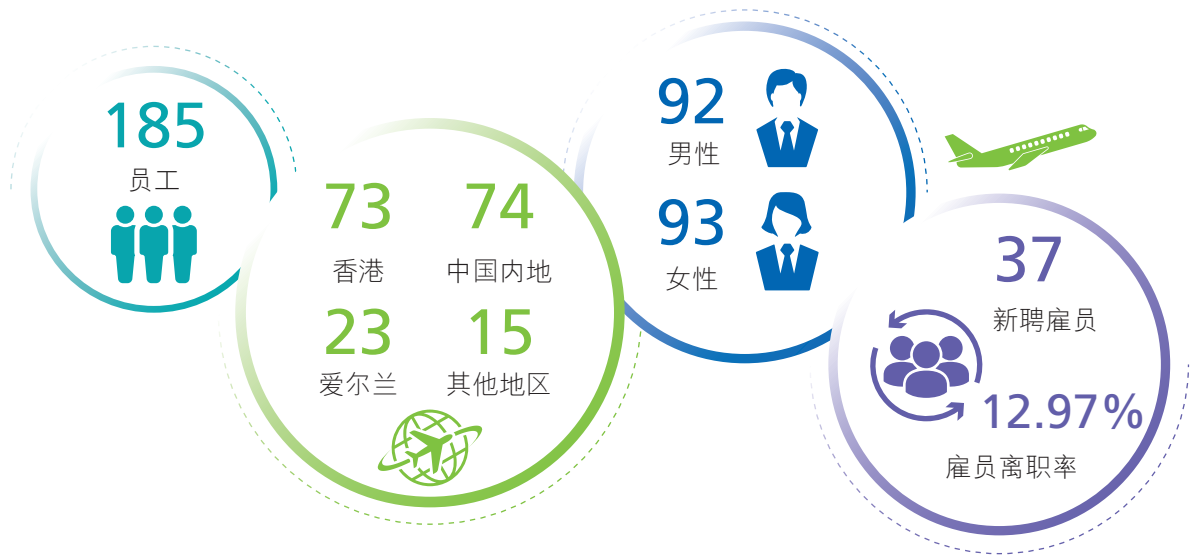 185
员工
73
香港
74
中国内地
23
爱尔兰
15
其他地区
92
男性
93
女性
37
新聘雇员
12.97%
雇员离职率